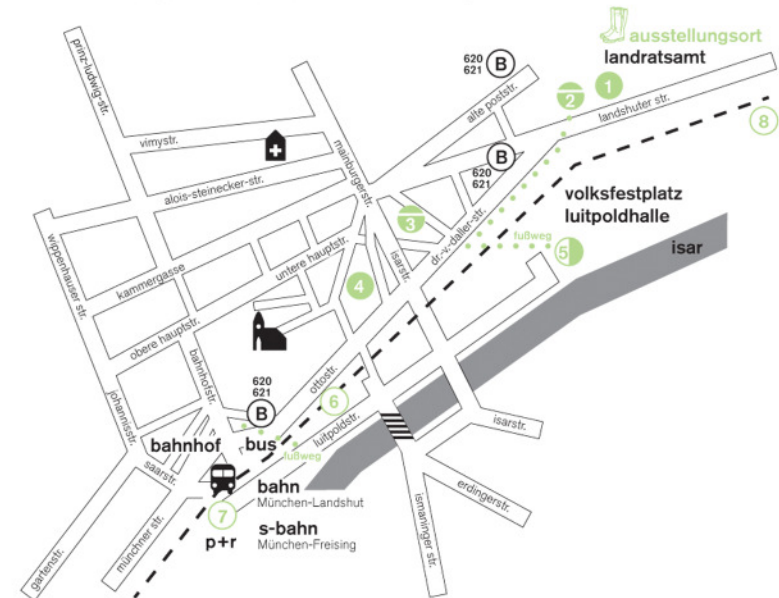 ausstellungsort
landratsamt
620
621
B
1
2
alte poststr.
landshuter str.
8
prinz-ludwig-str.
vimystr.
mainburgerstr.
B
620
621
alois-steinecker-str.
volksfestplatz
luitpoldhalle
wippenhauser str.
3
dr.-v.-daller-str.
fußweg
5
isar
kammergasse
untere hauptstr.
isarstr.
4
obere hauptstr.
bahnhofstr.
620
621
B
ottostr.
6
johannisstr.
bahnhof
bus
luitpoldstr.
fußweg
isarstr.
saarstr.
bahn
München-Landshut
erdingerstr.
7
p+r
s-bahn
München-Freising
ismaninger str.
münchner str.
gartenstr.